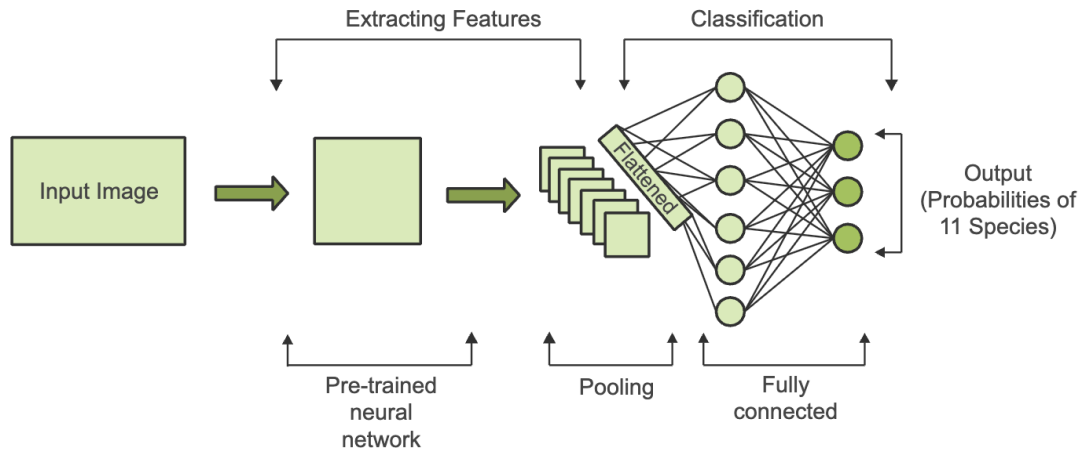 Extracting Features
Classification
Input Image
Flattened
Output
(Probabilities of
11 Species)
Pre-trained
neural
network
Pooling
Fully
connected